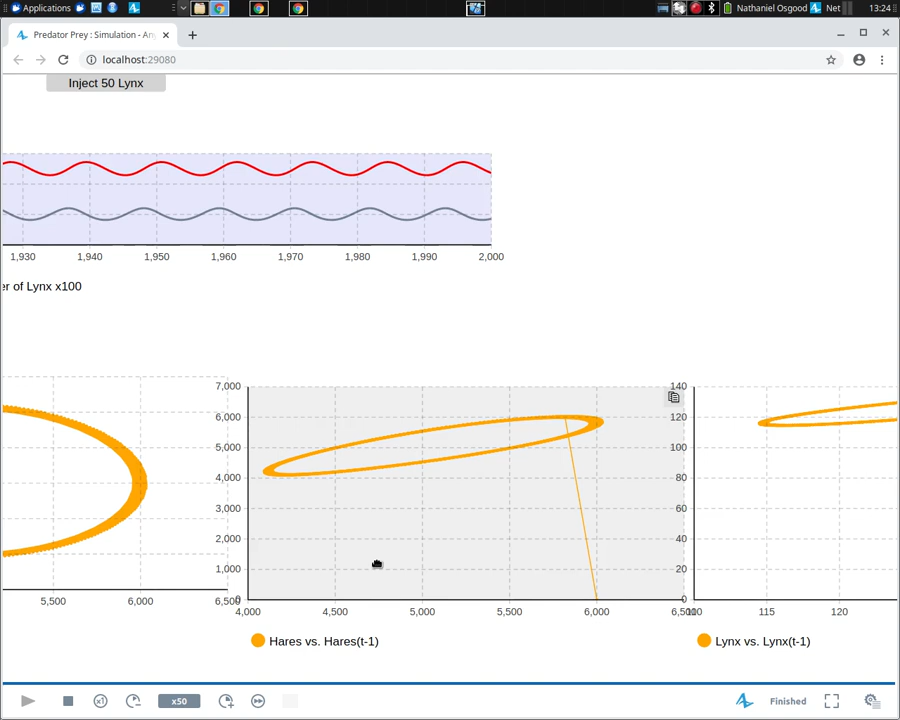 Applications Nathaniel Osgood Net 13:24
Predator Prey : Simulation - An
localhost:29080
Inject 50 Lynx
1,930 1,940 1,950 1,960 1,970 1,980 1,990 2,000
er of Lynx x100
7,000 140
6,000 120
5,000 100
4,000 80
3,000 60
2,000 40
1,000 20
0 0
5,500 6,000 6,500 4,000 4,500 5,000 5,500 6,000 115 120
Hares vs. Hares(t-1) Lynx vs. Lynx(t-1)
x1 x50 Finished